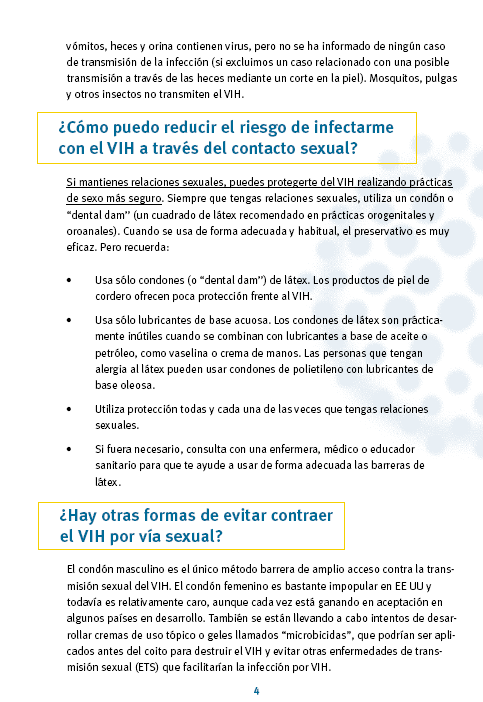 vómitos, heces y orina contienen virus, pero no se ha informado de ningún caso
de transmisión de la infección (si excluimos un caso relacionado con una posible
transmisión a través de las heces mediante un corte en la piel). Mosquitos, pulgas
y otros insectos no transmiten el VIH.
¿Cómo puedo reducir el riesgo de infectarme
con el VIH a través del contacto sexual?
Si mantienes relaciones sexuales, puedes protegerte del VIH realizando prácticas
de sexo más seguro. Siempre que tengas relaciones sexuales, utiliza un condón o
“dental dam” (un cuadrado de látex recomendado en prácticas orogenitales y
oroanales). Cuando se usa de forma adecuada y habitual, el preservativo es muy
eficaz. Pero recuerda:
• Usa sólo condones (o “dental dam”) de látex. Los productos de piel de
cordero ofrecen poca protección frente al VIH.
• Usa sólo lubricantes de base acuosa. Los condones de látex son práctica-
mente inútiles cuando se combinan con lubricantes a base de aceite o
petróleo, como vaselina o crema de manos. Las personas que tengan
alergia al látex pueden usar condones de polietileno con lubricantes de
base oleosa.
• Utiliza protección todas y cada una de las veces que tengas relaciones
sexuales.
• Si fuera necesario, consulta con una enfermera, médico o educador
sanitario para que te ayude a usar de forma adecuada las barreras de
látex.
¿Hay otras formas de evitar contraer
el VIH por vía sexual?
El condón masculino es el único método barrera de amplio acceso contra la trans-
misión sexual del VIH. El condón femenino es bastante impopular en EE UU y
todavía es relativamente caro, aunque cada vez está ganando en aceptación en
algunos países en desarrollo. También se están llevando a cabo intentos de desar-
rollar cremas de uso tópico o geles llamados “microbicidas”, que podrían ser apli-
cados antes del coito para destruir el VIH y evitar otras enfermedades de trans-
misión sexual (ETS) que facilitarían la infección por VIH.
4